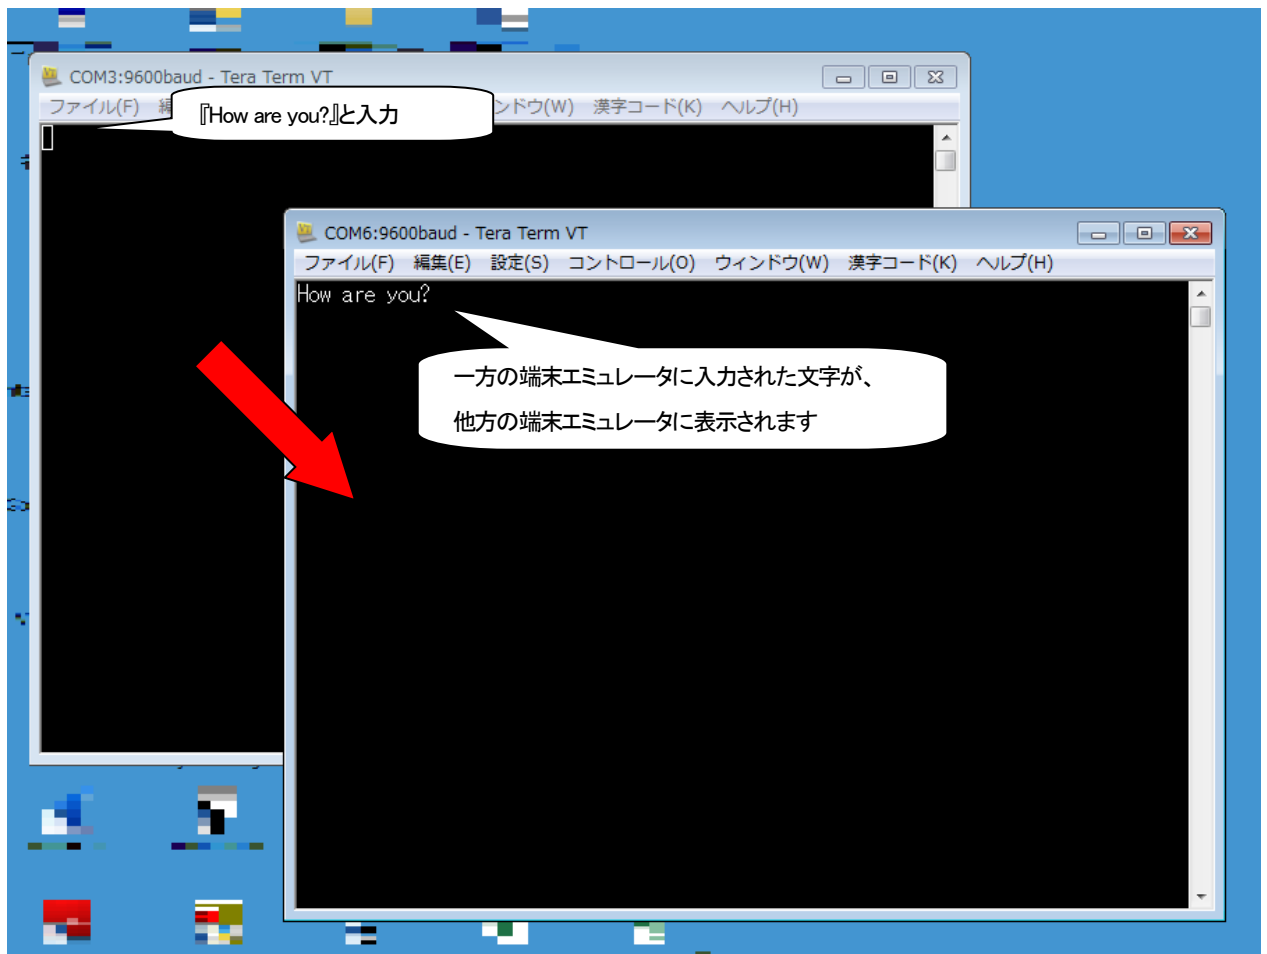 COM3:9600baud - Tera Term VT
ファイル(F) ンドウ(W) 漢字コード(K) ヘルプ(H)
『How are you?』と入力
COM6:9600baud - Tera Term VT
ファイル(F) 編集(E) 設定(S) コントロール(O) ウィンドウ(W) 漢字コード(K) ヘルプ(H)
How are you?
一方の端末エミュレータに入力された文字が、
他方の端末エミュレータに表示されます